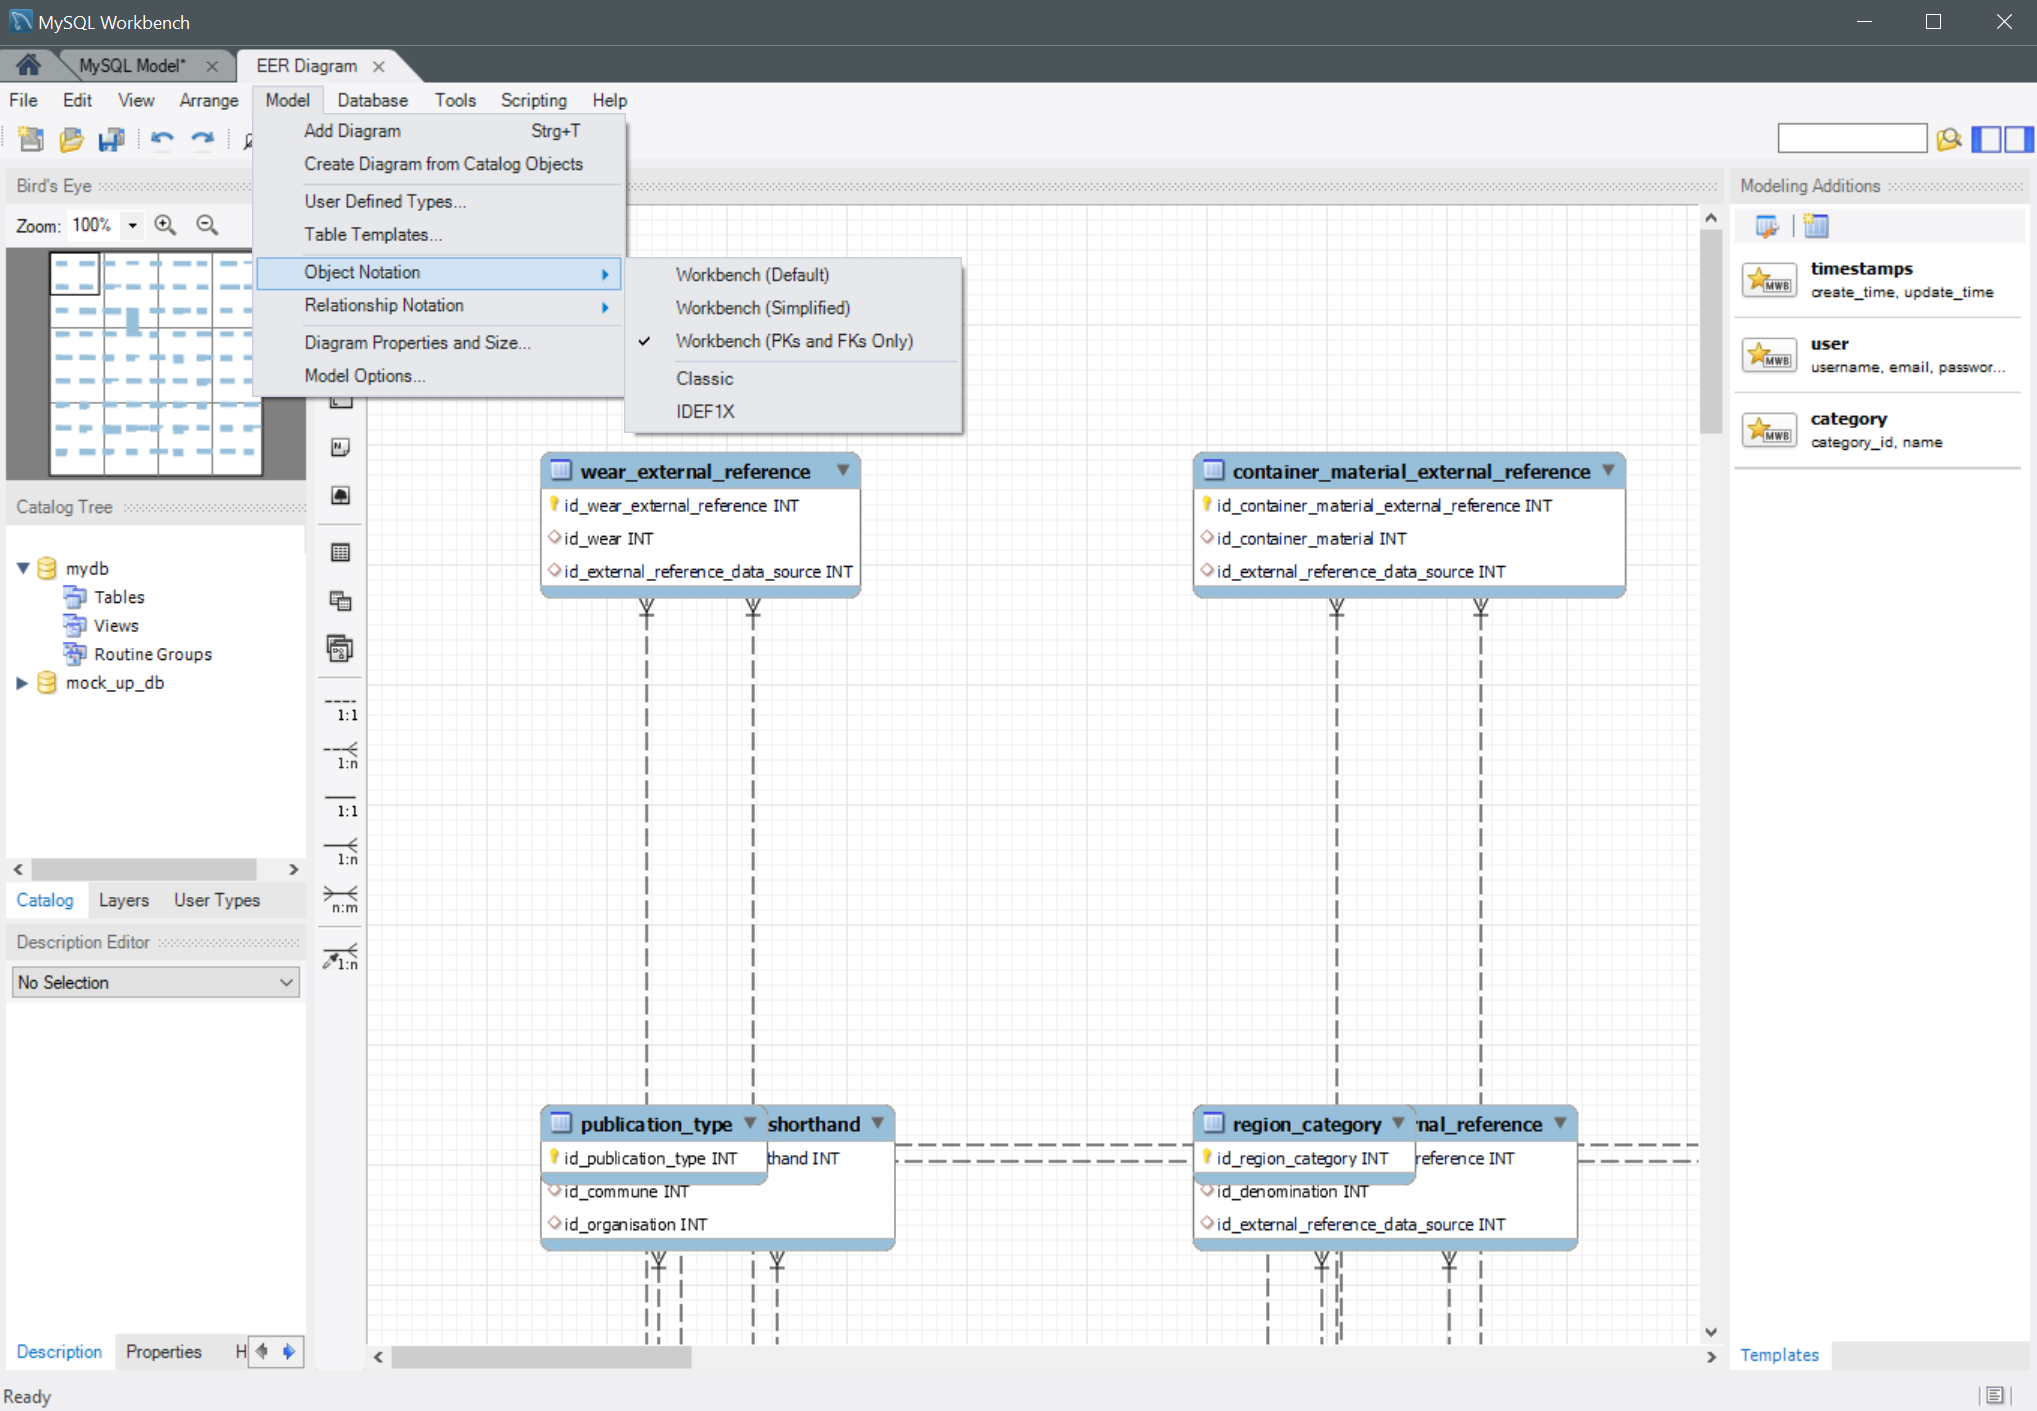 MySQL Workbench
MySQL Model*
EER Diagram
File Edit View Arrange Model Database Tools Scripting Help
Add Diagram Strg+T
Create Diagram from Catalog Objects
User Defined Types...
Table Templates...
Object Notation
Relationship Notation
Diagram Properties and Size...
Model Options...
Workbench (Default)
Workbench (Simplified)
Workbench (PKs and FKs Only)
Classic
IDEF1X
Bird's Eye
Zoom: 100%
Catalog Tree
mydb
Tables
Views
Routine Groups
mock_up_db
Catalog Layers User Types
Description Editor
No Selection
Description Properties H
Ready
N
1:1
1:n
1:1
1:n
n:m
1:n
wear_external_reference
id_wear_external_reference INT
id_wear INT
id_external_reference_data_source INT
container_material_external_reference
id_container_material_external_reference INT
id_container_material INT
id_external_reference_data_source INT
publication_type
shorthand
id_publication_type INT
thand INT
id_commune INT
id_organisation INT
region_category
nal_reference
id_region_category INT
reference INT
id_denomination INT
id_external_reference_data_source INT
Modeling Additions
MWB
timestamps
create_time, update_time
MWB
user
username, email, passwor...
MWB
category
category_id, name
Templates